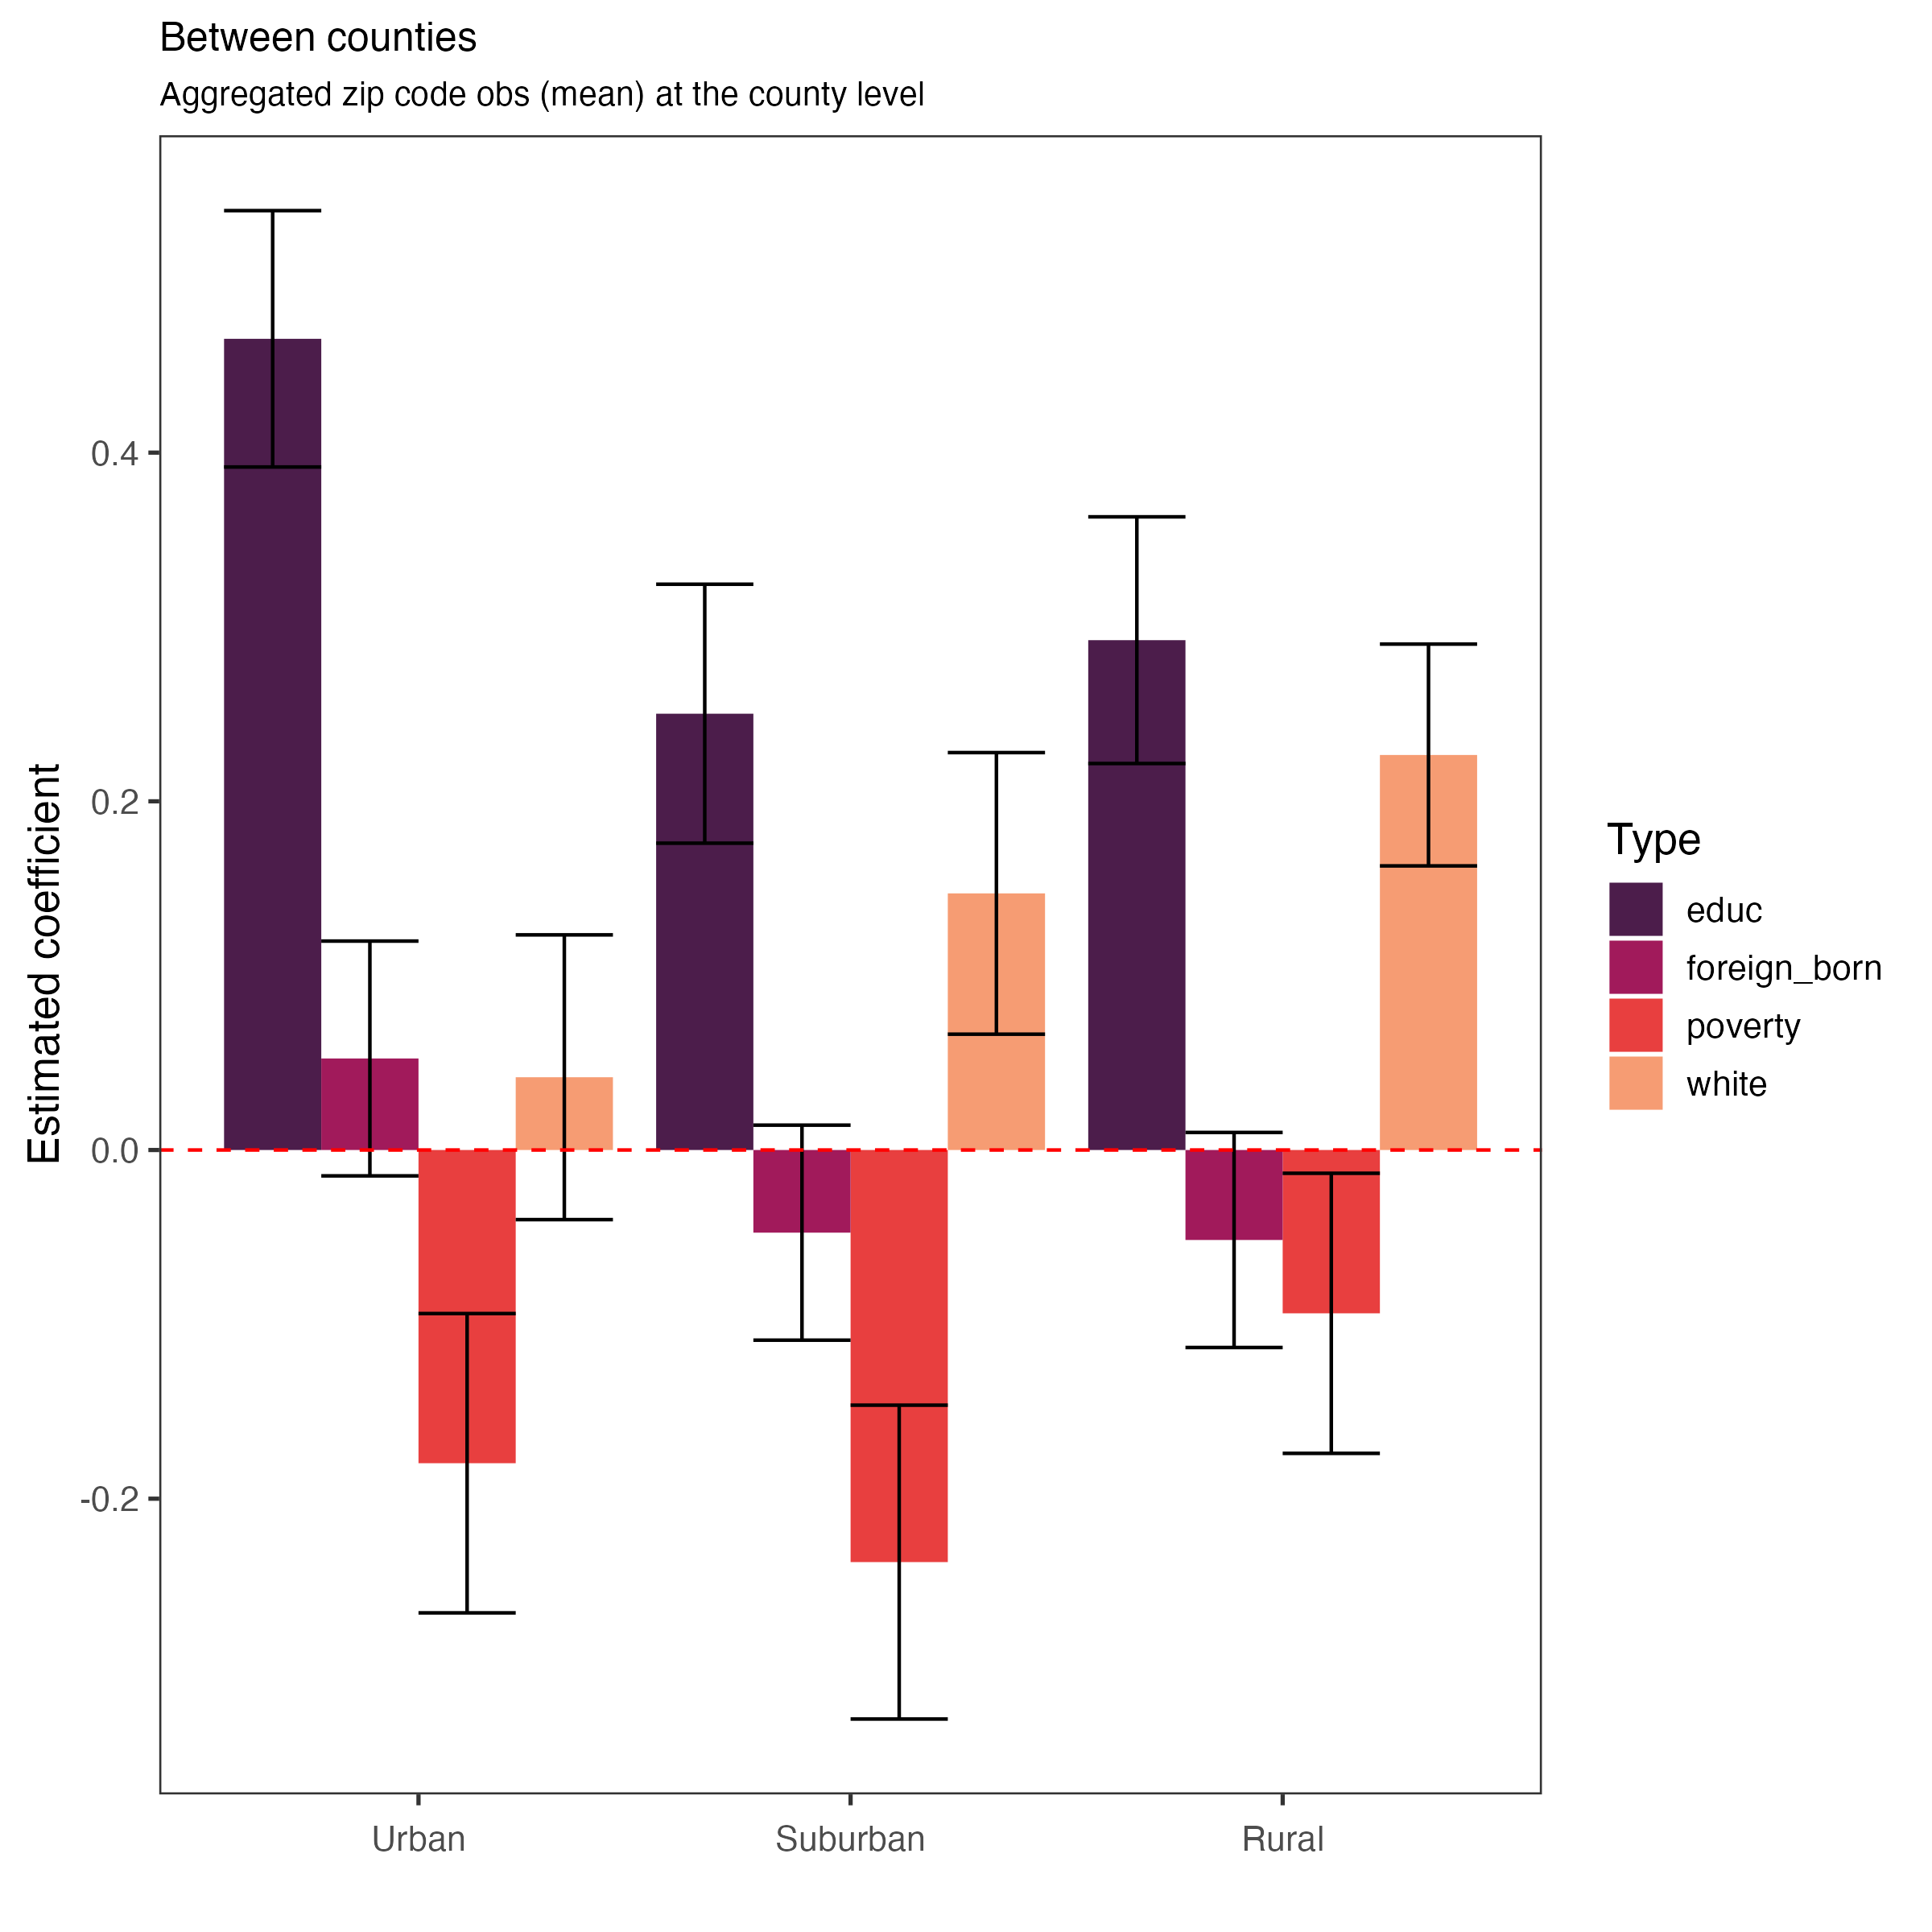 Between counties
Aggregated zip code obs (mean) at the county level
Estimated coefficient
0.4
0.2
0.0
-0.2
Urban
Suburban
Rural
Type
educ
foreign_born
poverty
white